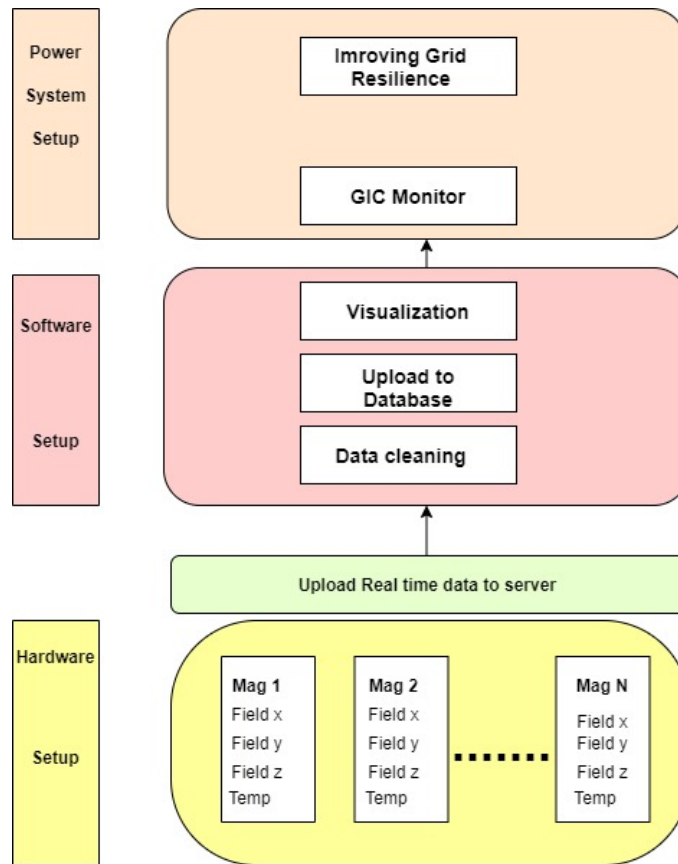 Power
System
Setup
Imroving Grid
Resilience
GIC Monitor
Software
Setup
Visualization
Upload to
Database
Data cleaning
Upload Real time data to server
Hardware
Setup
Mag 1
Field x
Field y
Field z
Temp
Mag 2
Field x
Field y
Field z
Temp
Mag N
Field x
Field y
Field z
Temp